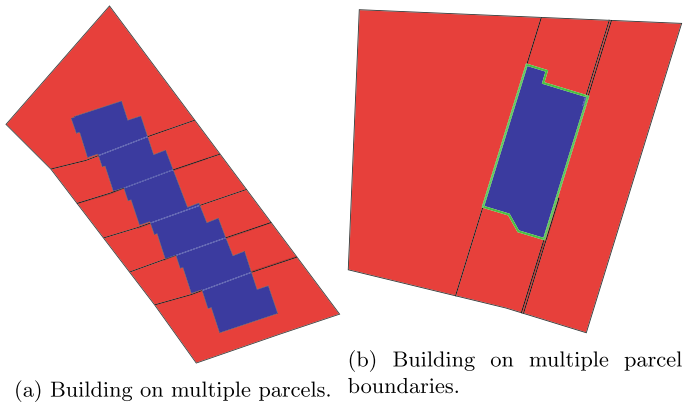 (a) Building on multiple parcels.
(b) Building on multiple parcel
boundaries.